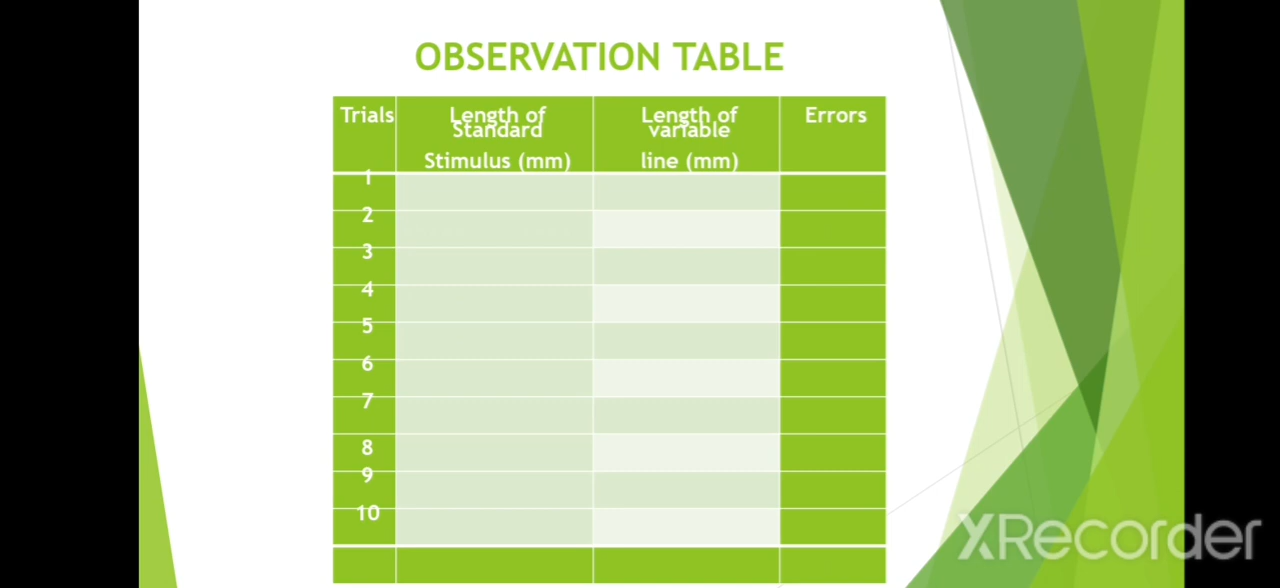 OBSERVATION TABLE
Trials
Length of
Standard
Stimulus (mm)
Length of
variable
line (mm)
Errors
1
2
3
4
5
6
7
8
9
10
XRecorder